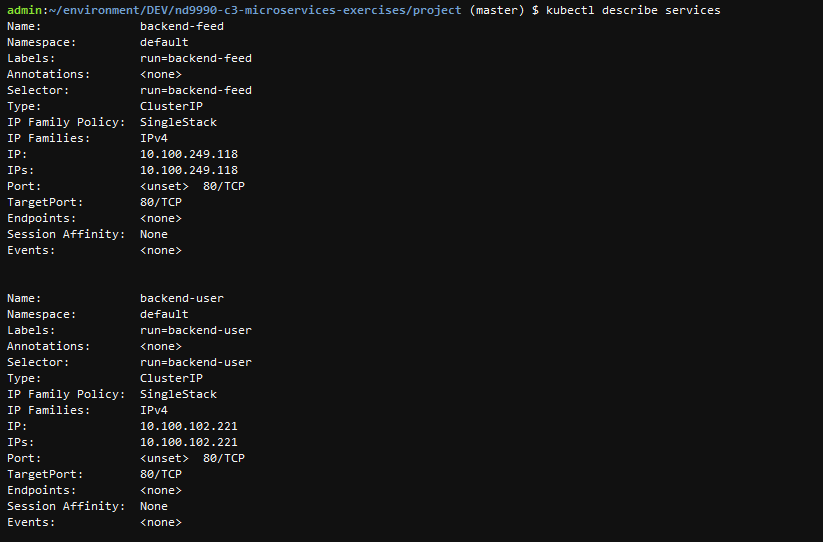 admin:~/environment/DEV/nd9990-c3-microservices-exercises/project (master) $ kubectl describe services
Name:              backend-feed
Namespace:         default
Labels:            run=backend-feed
Annotations:       <none>
Selector:          run=backend-feed
Type:              ClusterIP
IP Family Policy:  SingleStack
IP Families:       IPv4
IP:                10.100.249.118
IPs:               10.100.249.118
Port:              <unset>  80/TCP
TargetPort:        80/TCP
Endpoints:         <none>
Session Affinity:  None
Events:            <none>

Name:              backend-user
Namespace:         default
Labels:            run=backend-user
Annotations:       <none>
Selector:          run=backend-user
Type:              ClusterIP
IP Family Policy:  SingleStack
IP Families:       IPv4
IP:                10.100.102.221
IPs:               10.100.102.221
Port:              <unset>  80/TCP
TargetPort:        80/TCP
Endpoints:         <none>
Session Affinity:  None
Events:            <none>